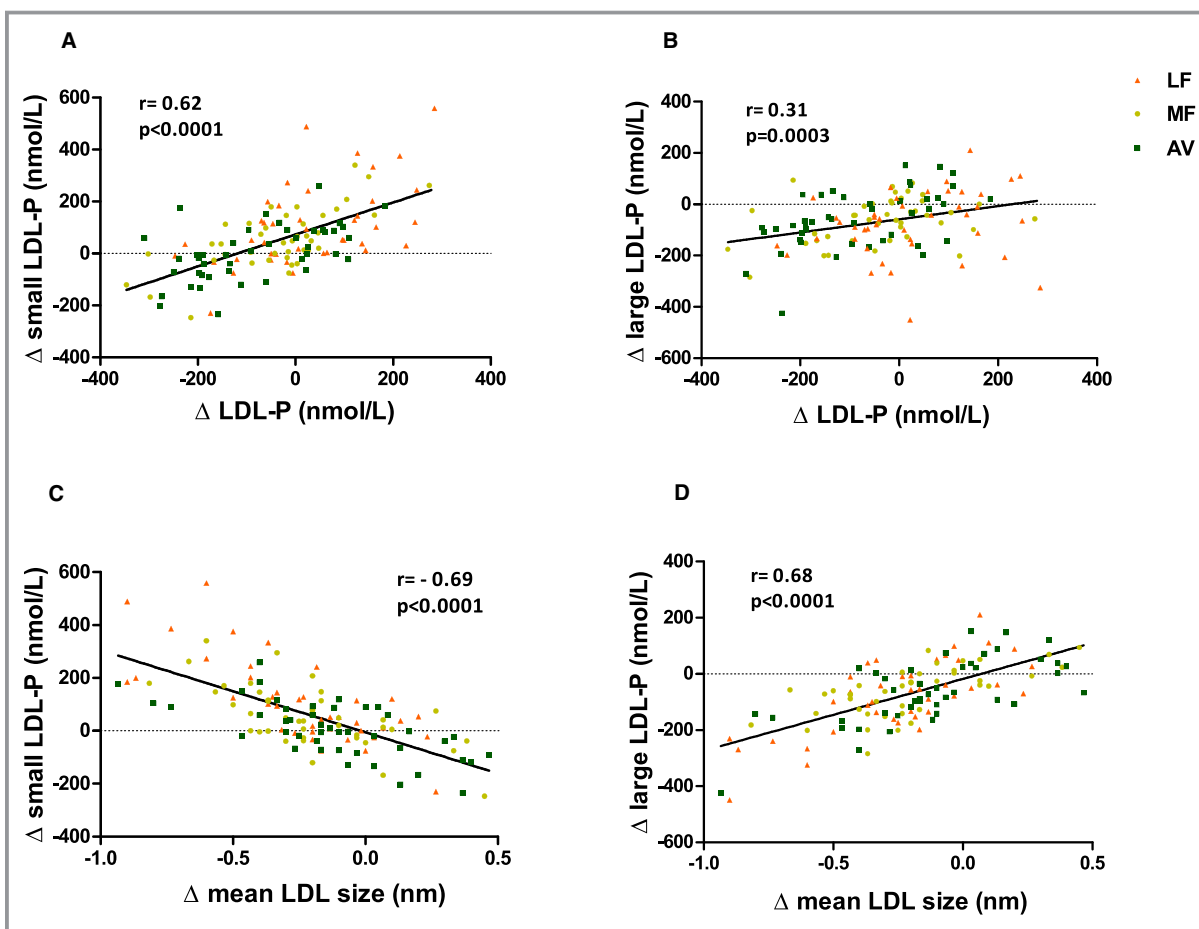 A
r= 0.62
p<0.0001
600
400
200
0
-200
-400
-400
-200
0
200
400
Δ small LDL-P (nmol/L)
Δ LDL-P (nmol/L)
B
r= 0.31
p=0.0003
400
200
0
-200
-400
-600
-400
-200
0
200
400
Δ large LDL-P (nmol/L)
Δ LDL-P (nmol/L)
LF
MF
AV
C
r= - 0.69
p<0.0001
600
400
200
0
-200
-400
-1.0
-0.5
0.0
0.5
Δ small LDL-P (nmol/L)
Δ mean LDL size (nm)
D
r= 0.68
p<0.0001
400
200
0
-200
-400
-600
-1.0
-0.5
0.0
0.5
Δ large LDL-P (nmol/L)
Δ mean LDL size (nm)